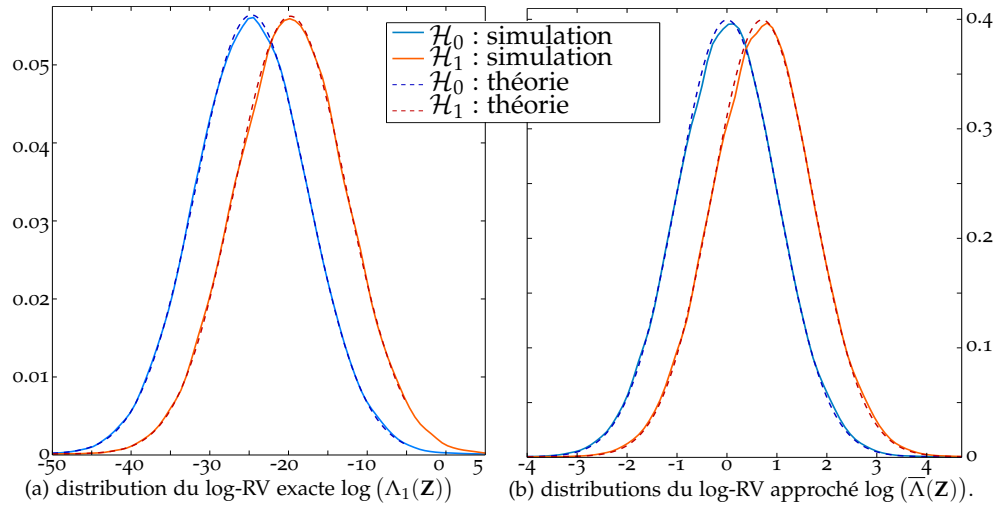 H₀ : simulation
H₁ : simulation
H₀ : théorie
H₁ : théorie
0.05
0.04
0.03
0.02
0.01
0
-50 -40 -30 -20 -10 0 5
(a) distribution du log-RV exacte log (Λ₁(Z))
0.4
0.3
0.2
0.1
0
-4 -3 -2 -1 0 1 2 3 4
(b) distributions du log-RV approché log (Λ̅(Z)).